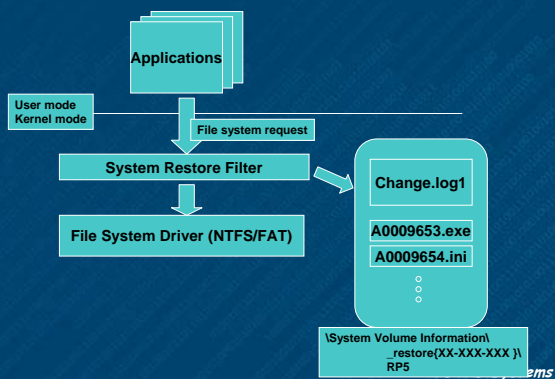 Applications
User mode
Kernel mode
File system request
System Restore Filter
Change.log1
File System Driver (NTFS/FAT)
A0009653.exe
A0009654.ini
\System Volume Information\
_restore{XX-XXX-XXX }\
RP5